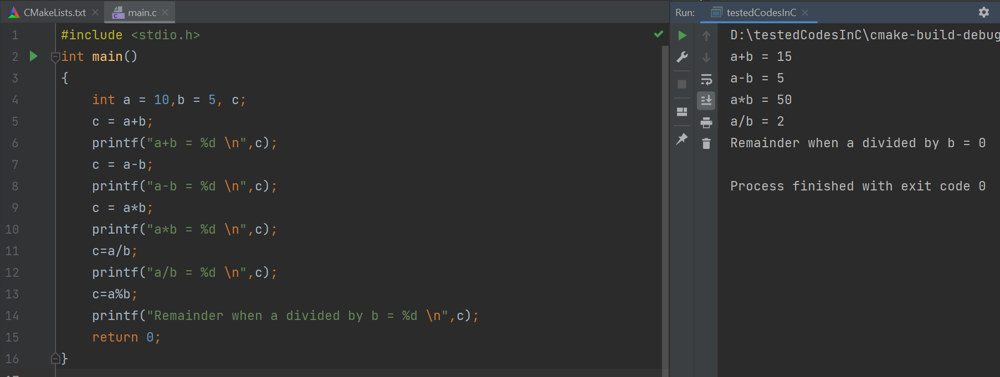 CMakeLists.txt main.c
1 #include <stdio.h>
2 int main()
3 {
4 int a = 10,b = 5, c;
5 c = a+b;
6 printf("a+b = %d \n",c);
7 c = a-b;
8 printf("a-b = %d \n",c);
9 c = a*b;
10 printf("a*b = %d \n",c);
11 c=a/b;
12 printf("a/b = %d \n",c);
13 c=a%b;
14 printf("Remainder when a divided by b = %d \n",c);
15 return 0;
16 }
Run: testedCodesInC
D:\testedCodesInC\cmake-build-debug
a+b = 15
a-b = 5
a*b = 50
a/b = 2
Remainder when a divided by b = 0
Process finished with exit code 0